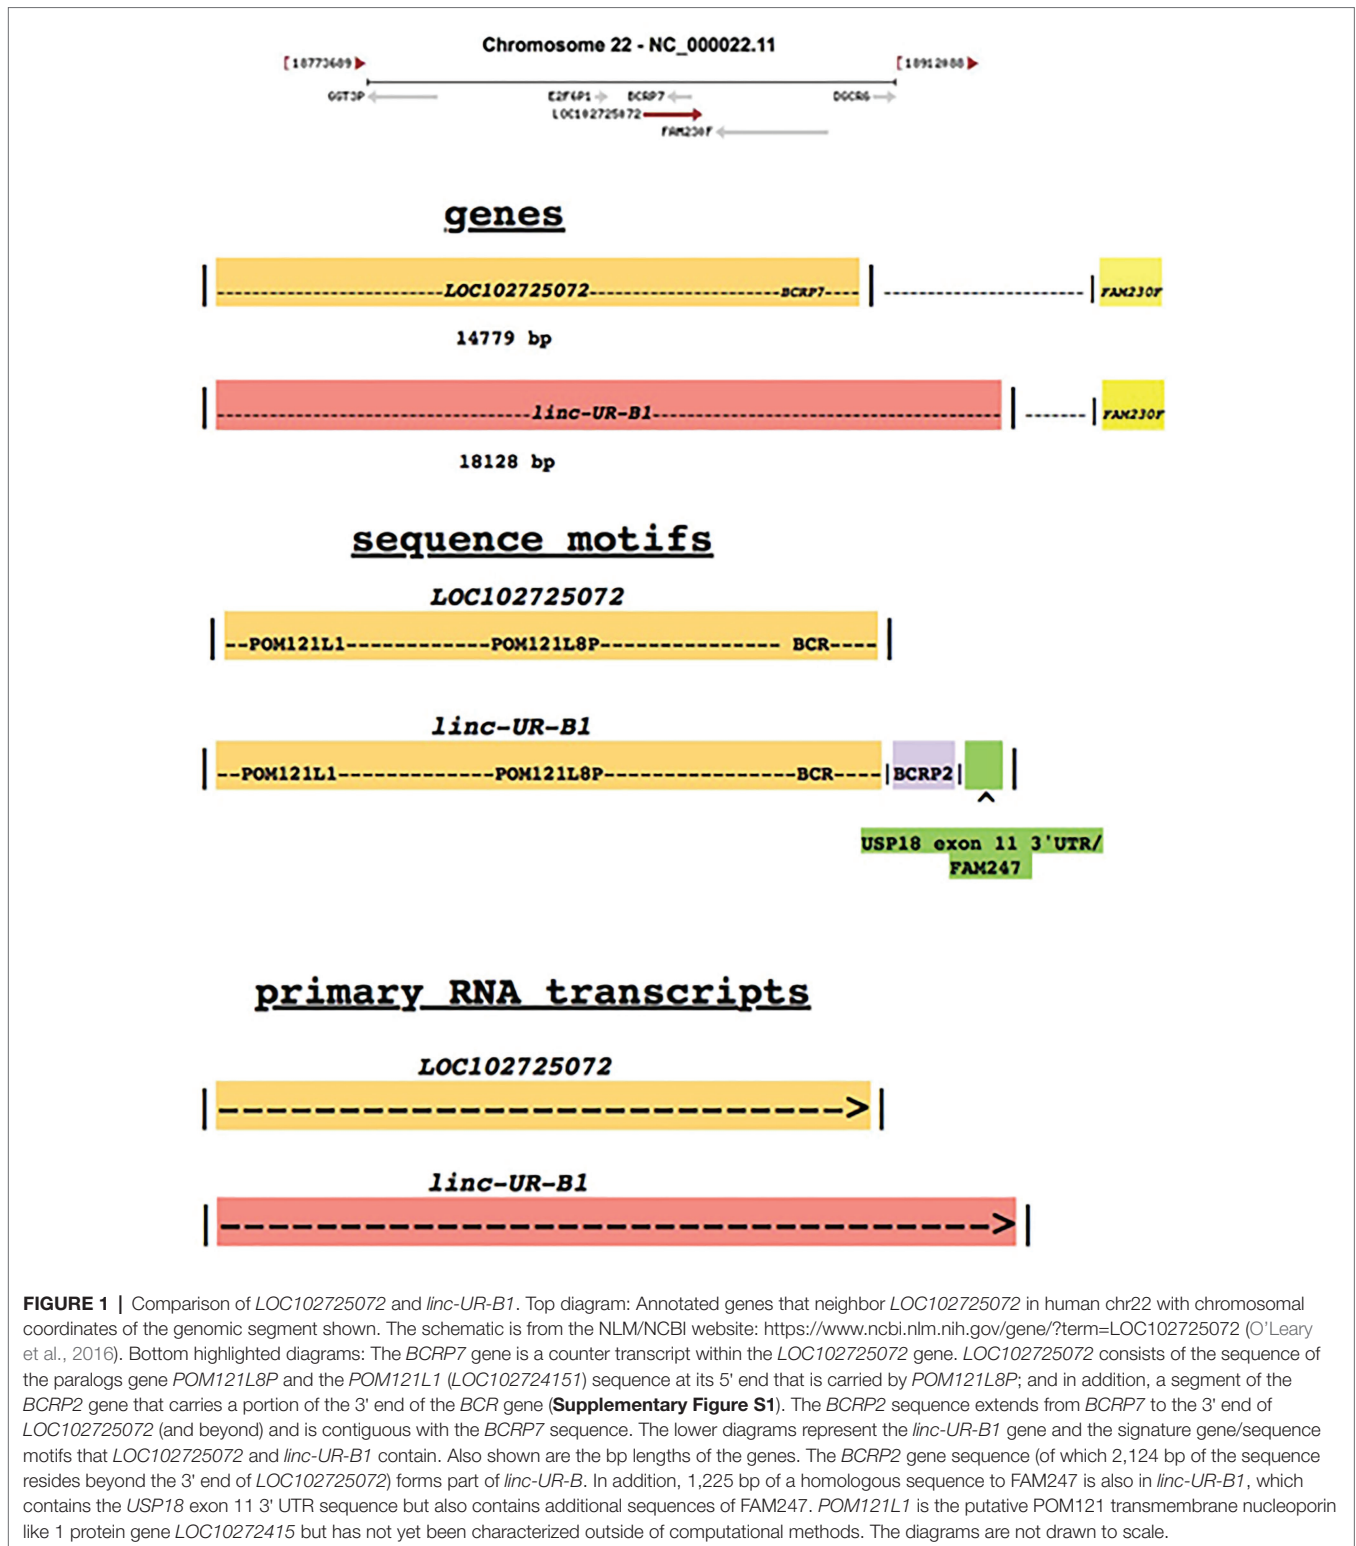 Chromosome 22 - NC_000022.11
[18773689 [18912088
GGT3P E2F6P1 BCRP7 DGCR6
LOC102725072
FAM230F
genes
|-----------------------LOC102725072-------------------BCRP7----| --------------------|FAM230F
14779 bp
|--------------------------------linc-UR-B1------------------------------------| ------|FAM230F
18128 bp
sequence motifs
LOC102725072
|--POM121L1------------POM121L8P--------------- BCR----|
linc-UR-B1
|--POM121L1-------------POM121L8P----------------BCR----|BCRP2| |
^
USP18 exon 11 3'UTR/
FAM247
primary RNA transcripts
LOC102725072
|-------------------------->|
linc-UR-B1
|-------------------------------->|
FIGURE 1 | Comparison of LOC102725072 and linc-UR-B1. Top diagram: Annotated genes that neighbor LOC102725072 in human chr22 with chromosomal
coordinates of the genomic segment shown. The schematic is from the NLM/NCBI website: https://www.ncbi.nlm.nih.gov/gene/?term=LOC102725072 (O'Leary
et al., 2016). Bottom highlighted diagrams: The BCRP7 gene is a counter transcript within the LOC102725072 gene. LOC102725072 consists of the sequence of
the paralogs gene POM121L8P and the POM121L1 (LOC102724151) sequence at its 5' end that is carried by POM121L8P; and in addition, a segment of the
BCRP2 gene that carries a portion of the 3' end of the BCR gene (Supplementary Figure S1). The BCRP2 sequence extends from BCRP7 to the 3' end of
LOC102725072 (and beyond) and is contiguous with the BCRP7 sequence. The lower diagrams represent the linc-UR-B1 gene and the signature gene/sequence
motifs that LOC102725072 and linc-UR-B1 contain. Also shown are the bp lengths of the genes. The BCRP2 gene sequence (of which 2,124 bp of the sequence
resides beyond the 3' end of LOC102725072) forms part of linc-UR-B. In addition, 1,225 bp of a homologous sequence to FAM247 is also in linc-UR-B1, which
contains the USP18 exon 11 3' UTR sequence but also contains additional sequences of FAM247. POM121L1 is the putative POM121 transmembrane nucleoporin
like 1 protein gene LOC10272415 but has not yet been characterized outside of computational methods. The diagrams are not drawn to scale.